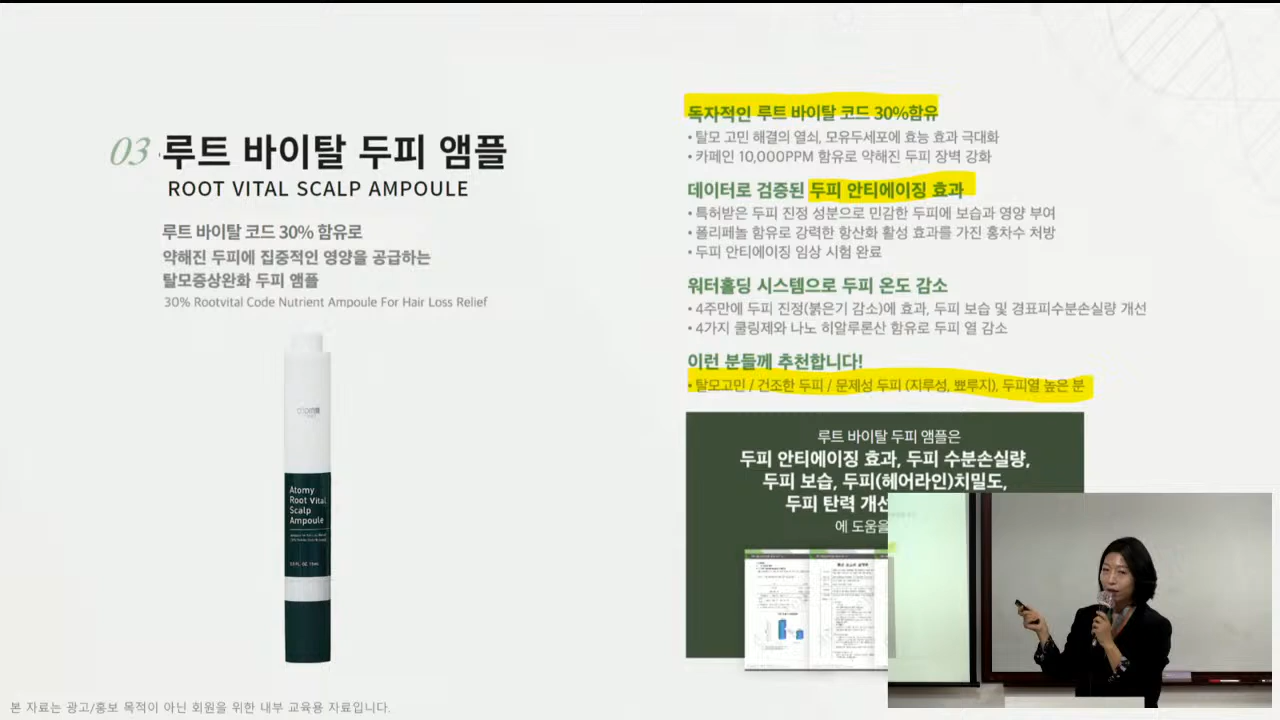 03 루트 바이탈 두피 앰플
ROOT VITAL SCALP AMPOULE
루트 바이탈 코드 30% 함유로
약해진 두피에 집중적인 영양을 공급하는
탈모증상완화 두피 앰플
30% Rootvital Code Nutrient Ampoule For Hair Loss Relief
Atomy
Root Vital
Scalp
Ampoule
독자적인 루트 바이탈 코드 30%함유
• 탈모 고민 해결의 열쇠, 모유두세포에 효능 효과 극대화
• 카페인 10,000PPM 함유로 약해진 두피 장벽 강화
데이터로 검증된 두피 안티에이징 효과
• 특허받은 두피 진정 성분으로 민감한 두피에 보습과 영양 부여
• 폴리페놀 함유로 강력한 항산화 활성 효과를 가진 홍차수 처방
• 두피 안티에이징 임상 시험 완료
워터홀딩 시스템으로 두피 온도 감소
• 4주만에 두피 진정(붉은기 감소)에 효과, 두피 보습 및 경표피수분손실량 개선
• 4가지 쿨링제와 나노 히알루론산 함유로 두피 열 감소
이런 분들께 추천합니다!
• 탈모고민 / 건조한 두피 / 문제성 두피 (지루성, 뾰루지), 두피열 높은 분
루트 바이탈 두피 앰플은
두피 안티에이징 효과, 두피 수분손실량,
두피 보습, 두피(헤어라인)치밀도,
두피 탄력 개선
에 도움을
본 자료는 광고/홍보 목적이 아닌 회원을 위한 내부 교육용 자료입니다.